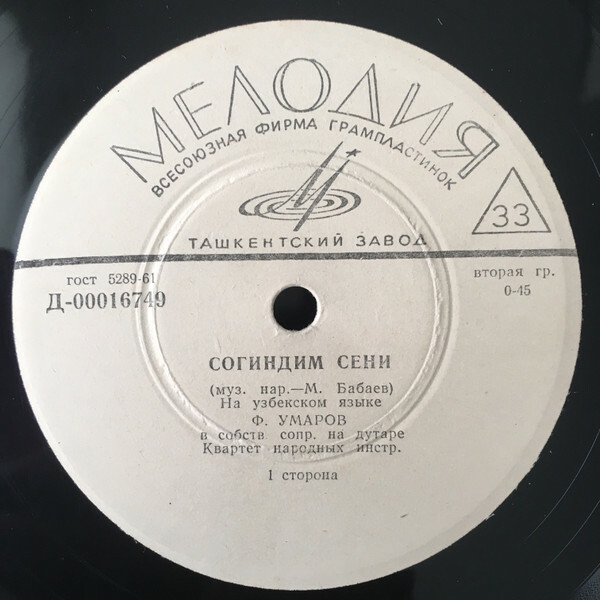 МЕЛОДИЯ
ВСЕСОЮЗНАЯ ФИРМА ГРАМПЛАСТИНОК
33
ТАШКЕНТСКИЙ ЗАВОД
гост 5289-61
Д-00016749
вторая гр.
0-45
СОГИНДИМ СЕНИ
(муз. нар.—М. Бабаев)
На узбекском языке
Ф. УМАРОВ
в собств сопр. на дутаре
Квартет народных инстр.
1 сторона